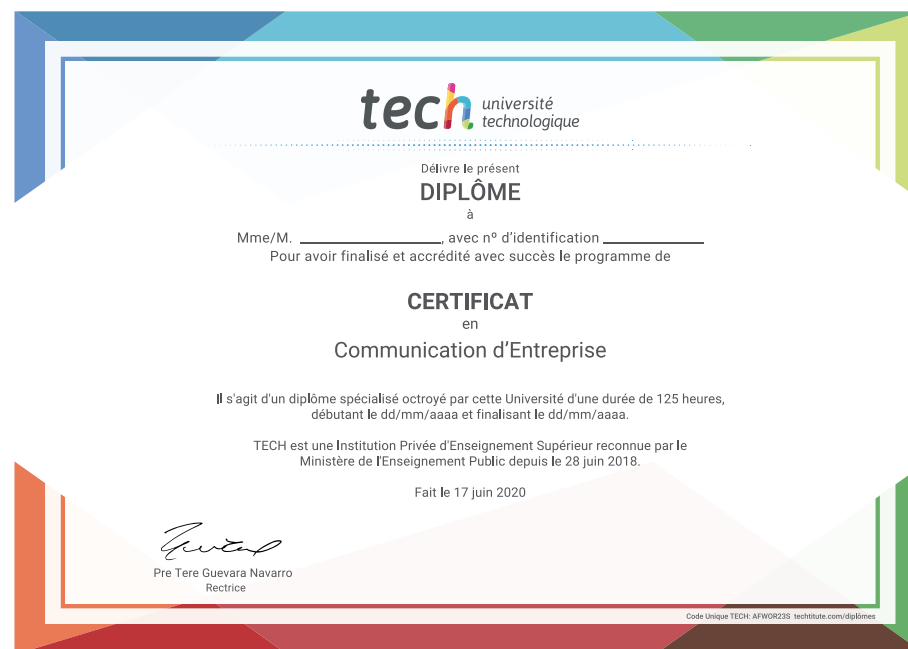 tech université
technologique
Délivre le présent
DIPLÔME
à
Mme/M. ____________________, avec nº d'identification ______________
Pour avoir finalisé et accrédité avec succès le programme de
CERTIFICAT
en
Communication d'Entreprise
Il s'agit d'un diplôme spécialisé octroyé par cette Université d'une durée de 125 heures,
débutant le dd/mm/aaaa et finalisant le dd/mm/aaaa.
TECH est une Institution Privée d'Enseignement Supérieur reconnue par le
Ministère de l'Enseignement Public depuis le 28 juin 2018.
Fait le 17 juin 2020
Pre Tere Guevara Navarro
Rectrice
Code Unique TECH: AFWOR23S techtitute.com/diplômes